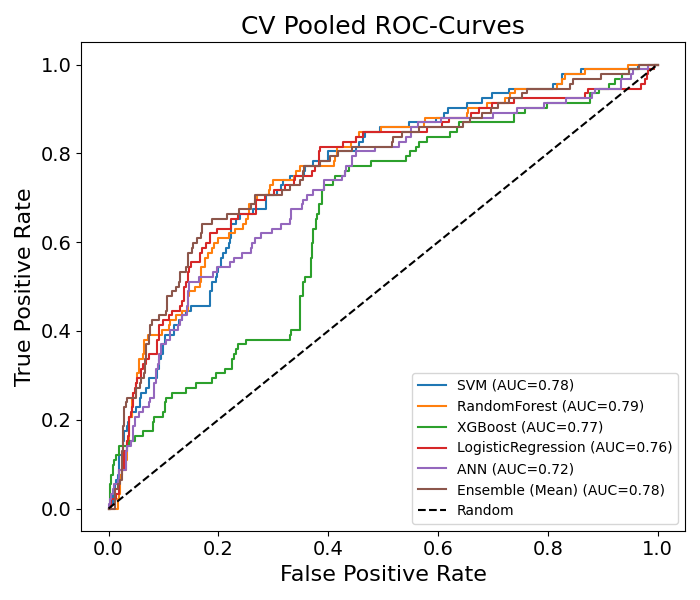 CV Pooled ROC-Curves
True Positive Rate
1.0
0.8
0.6
0.4
0.2
0.0
SVM (AUC=0.78)
RandomForest (AUC=0.79)
XGBoost (AUC=0.77)
LogisticRegression (AUC=0.76)
ANN (AUC=0.72)
Ensemble (Mean) (AUC=0.78)
Random
0.0 0.2 0.4 0.6 0.8 1.0
False Positive Rate